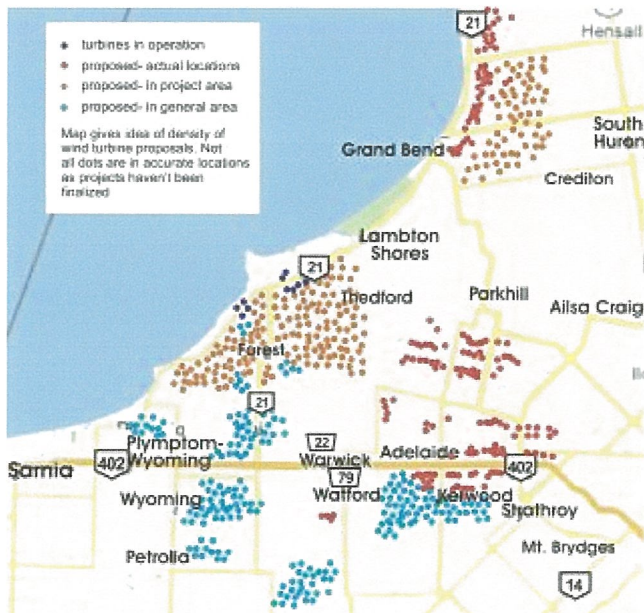 turbines in operation
proposed- actual locations
proposed- in project area
proposed- in general area
Map gives idea of density of
wind turbine proposals. Not
all dots are in accurate locations
as projects haven't been
finalized
21
Hensall
South
Huron
Grand Bend
Crediton
Lambton
Shores
21
Thedford
Parkhill
Ailsa Craig
Forest
21
Plympton-
Wyoming
22
Warwick
Adelaide
Sarnia
402
402
79
Wyoming
Watford
Kerwood
Strathroy
Petrolia
Mt. Brydges
14